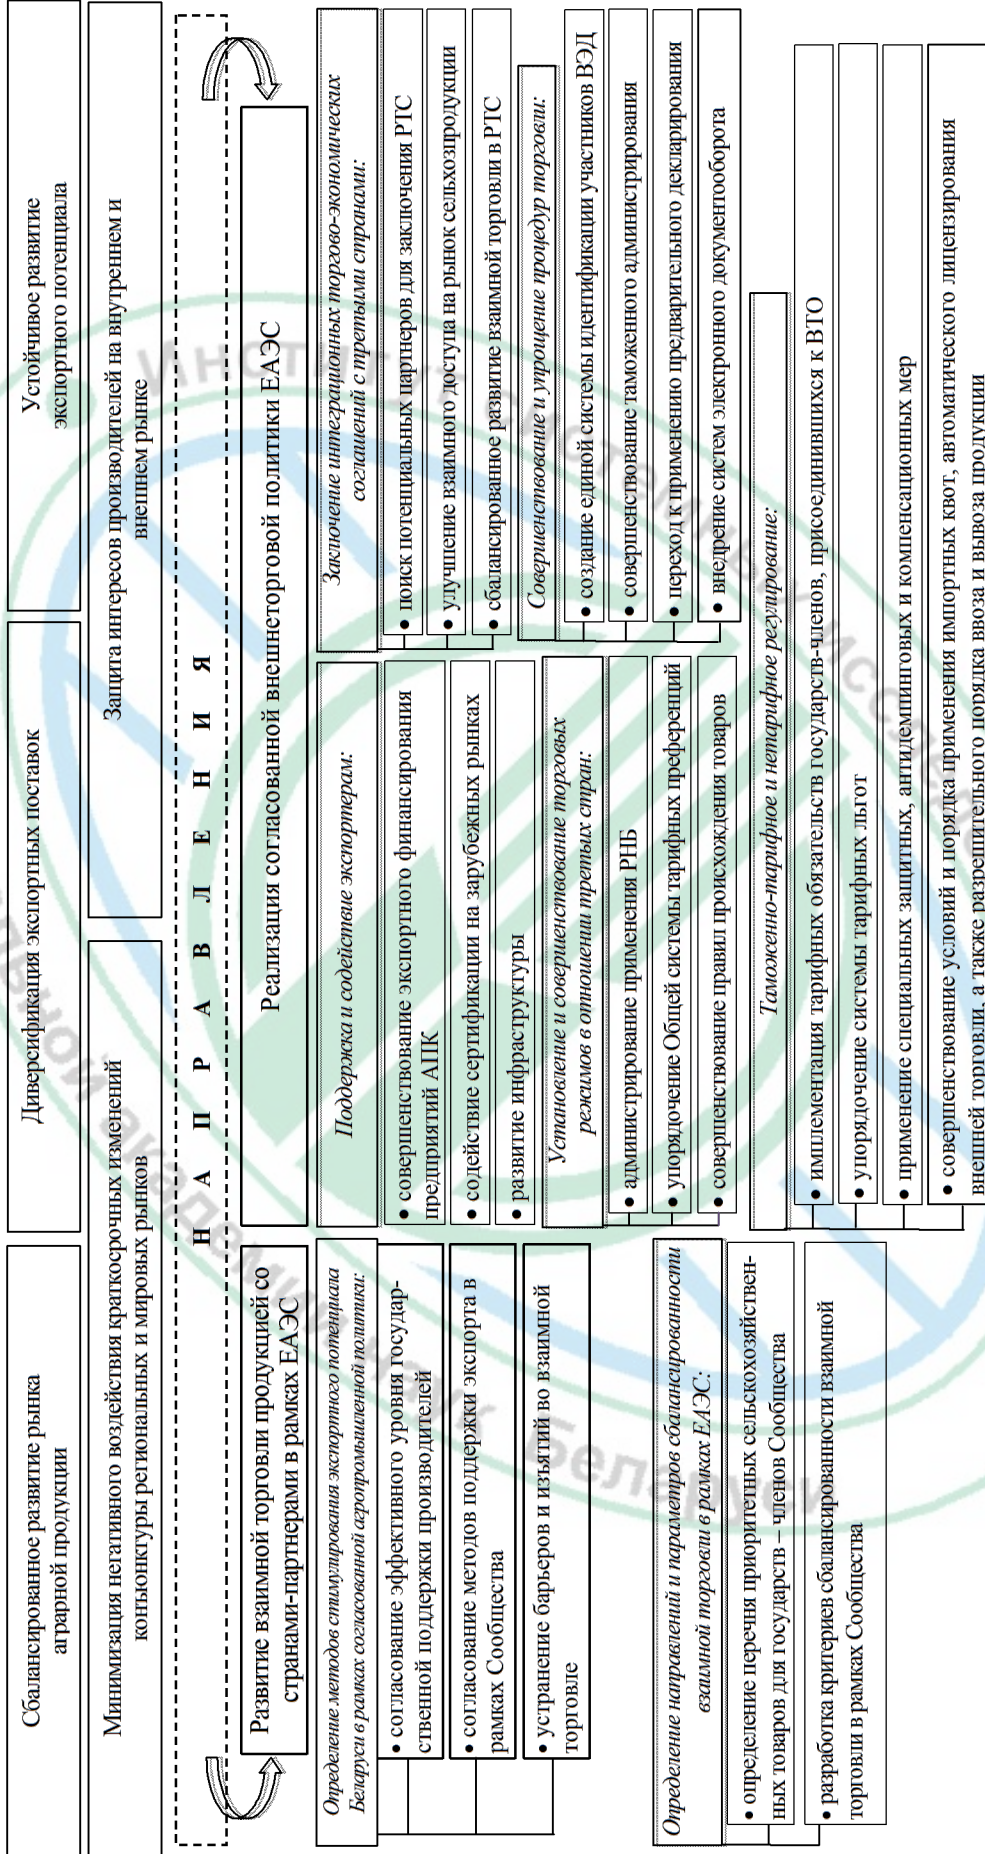 Сбалансированное развитие рынка
аграрной продукции
Диверсификация экспортных поставок
Устойчивое развитие
экспортного потенциала
Минимизация негативного воздействия краткосрочных изменений
конъюнктуры региональных и мировых рынков
Защита интересов производителей на внутреннем и
внешнем рынке
Н А П Р А В Л Е Н И Я
Развитие взаимной торговли продукцией со
странами-партнерами в рамках ЕАЭС
Определение методов стимулирования экспортного потенциала
Беларуси в рамках согласованной агропромышленной политики:
• согласование эффективного уровня государ-
ственной поддержки производителей
• согласование методов поддержки экспорта в
рамках Сообщества
• устранение барьеров и изъятий во взаимной
торговле
Определение направлений и параметров сбалансированности
взаимной торговли в рамках ЕАЭС:
• определение перечня приоритетных сельскохозяйствен-
ных товаров для государств – членов Сообщества
• разработка критериев сбалансированности взаимной
торговли в рамках Сообщества
Реализация согласованной внешнеторговой политики ЕАЭС
Поддержка и содействие экспортерам:
• совершенствование экспортного финансирования
предприятий АПК
• содействие сертификации на зарубежных рынках
• развитие инфраструктуры
Установление и совершенствование торговых
режимов в отношении третьих стран:
• администрирование применения РНБ
• упорядочение Общей системы тарифных преференций
• совершенствование правил происхождения товаров
Заключение интеграционных торгово-экономических
соглашений с третьими странами:
• поиск потенциальных партнеров для заключения РТС
• улучшение взаимного доступа на рынок сельхозпродукции
• сбалансированное развитие взаимной торговли в РТС
Совершенствование и упрощение процедур торговли:
• создание единой системы идентификации участников ВЭД
• совершенствование таможенного администрирования
• переход к применению предварительного декларирования
• внедрение систем электронного документооборота
Таможенно-тарифное и нетарифное регулирование:
• имплементация тарифных обязательств государств-членов, присоединившихся к ВТО
• упорядочение системы тарифных льгот
• применение специальных защитных, антидемпинговых и компенсационных мер
• совершенствование условий и порядка применения импортных квот, автоматического лицензирования
внешней торговли, а также разрешительного порядка ввоза и вывоза продукции
Институт системных исследо
льной академии наук Беларуси